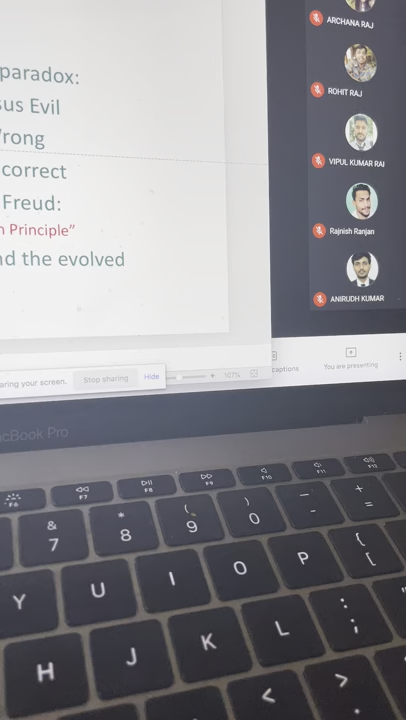 ARCHANA RAJ
ROHIT RAJ
VIPUL KUMAR RAI
Rajnish Ranjan
ANIRUDH KUMAR
paradox:
sus Evil
Wrong
correct
Freud:
n Principle”
nd the evolved
aring your screen. Stop sharing Hide
+ 107%
captions You are presenting
cBook Pro
F6 F7 F8 F9 F10 F11 F12
& 7 * 8 ( 9 ) 0 — - + =
Y U I O P { [
H J K L : ;
< >